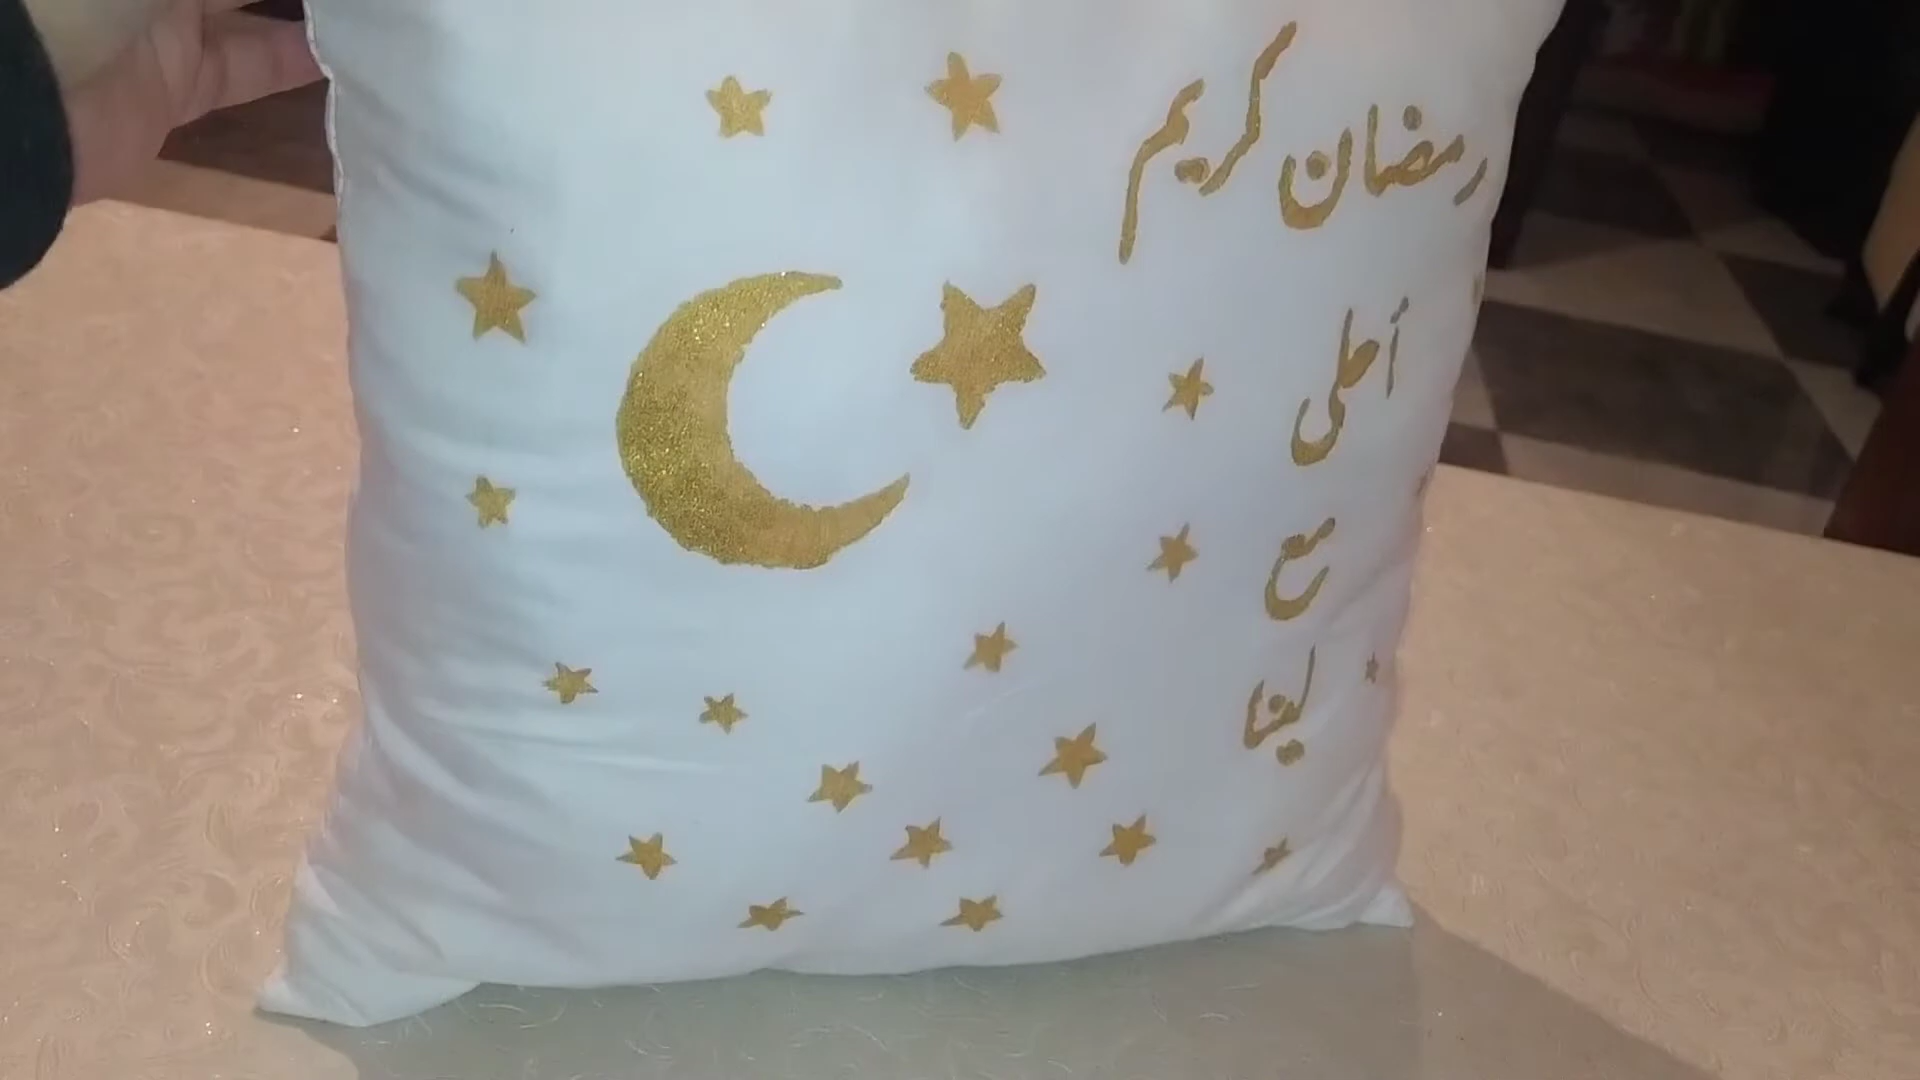 رمضان كريم
أحلى
مع
لينا